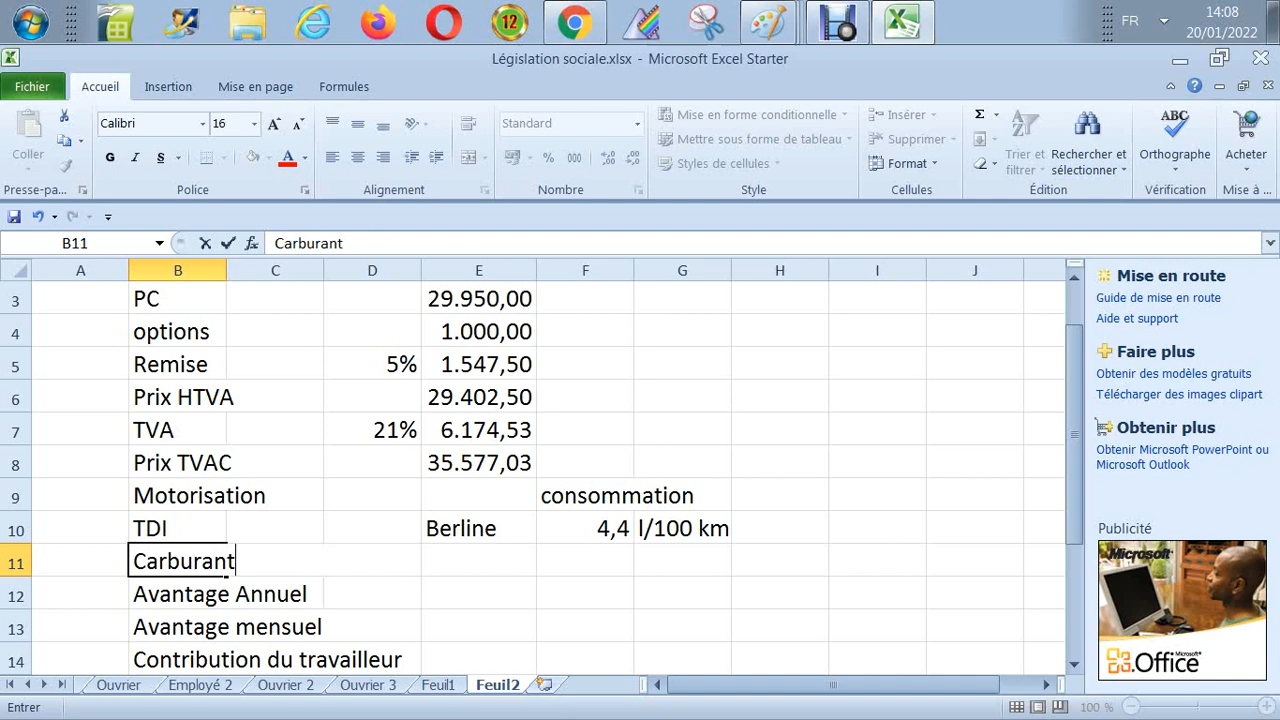 12
FR
14:08
20/01/2022
Législation sociale.xlsx - Microsoft Excel Starter
Fichier
Accueil
Insertion
Mise en page
Formules
Coller
Presse-pa...
Calibri
16
A
A
G
I
S
A
Police
Alignement
Standard
%
000
Nombre
Mise en forme conditionnelle
Mettre sous forme de tableau
Styles de cellules
Style
Insérer
Supprimer
Format
Cellules
Σ
Trier et filtrer
Rechercher et sélectionner
Édition
ABC
Orthographe
Vérification
Acheter
Mise à ...
B11
fx
Carburant
A B C D E F G H I J
3 PC 29.950,00
4 options 1.000,00
5 Remise 5% 1.547,50
6 Prix HTVA 29.402,50
7 TVA 21% 6.174,53
8 Prix TVAC 35.577,03
9 Motorisation consommation
10 TDI Berline 4,4 l/100 km
11 Carburant
12 Avantage Annuel
13 Avantage mensuel
14 Contribution du travailleur
Mise en route
Guide de mise en route
Aide et support
Faire plus
Obtenir des modèles gratuits
Télécharger des images clipart
Obtenir plus
Obtenir Microsoft PowerPoint ou
Microsoft Outlook
Publicité
Microsoft
Microsoft
Office
Ouvrier
Employé 2
Ouvrier 2
Ouvrier 3
Feuil1
Feuil2
Entrer
100 %